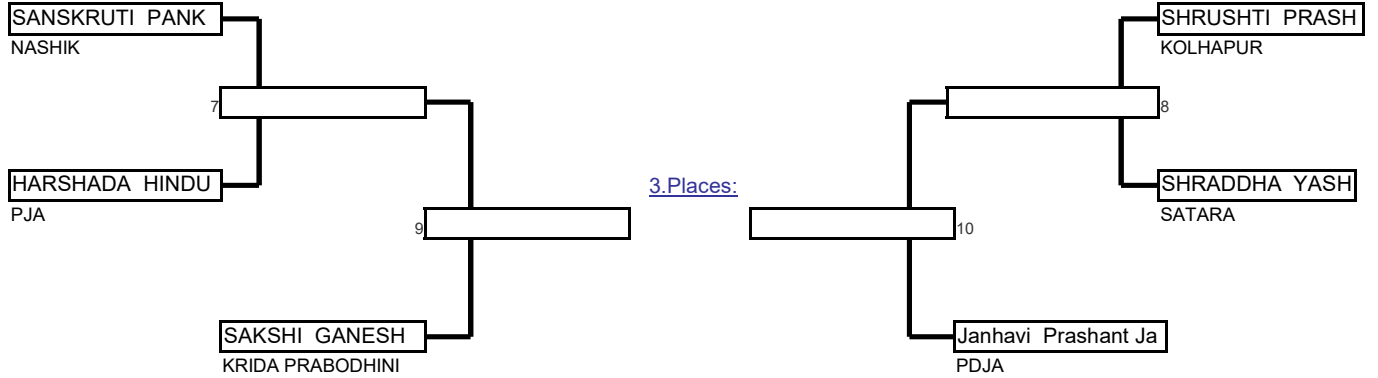 SANSKRUTI PANK
NASHIK
SHRUSHTI PRASH
KOLHAPUR
7
8
HARSHADA HINDU
PJA
3.Places:
SHRADDHA YASH
SATARA
9
10
SAKSHI GANESH
KRIDA PRABODHINI
Janhavi Prashant Ja
PDJA